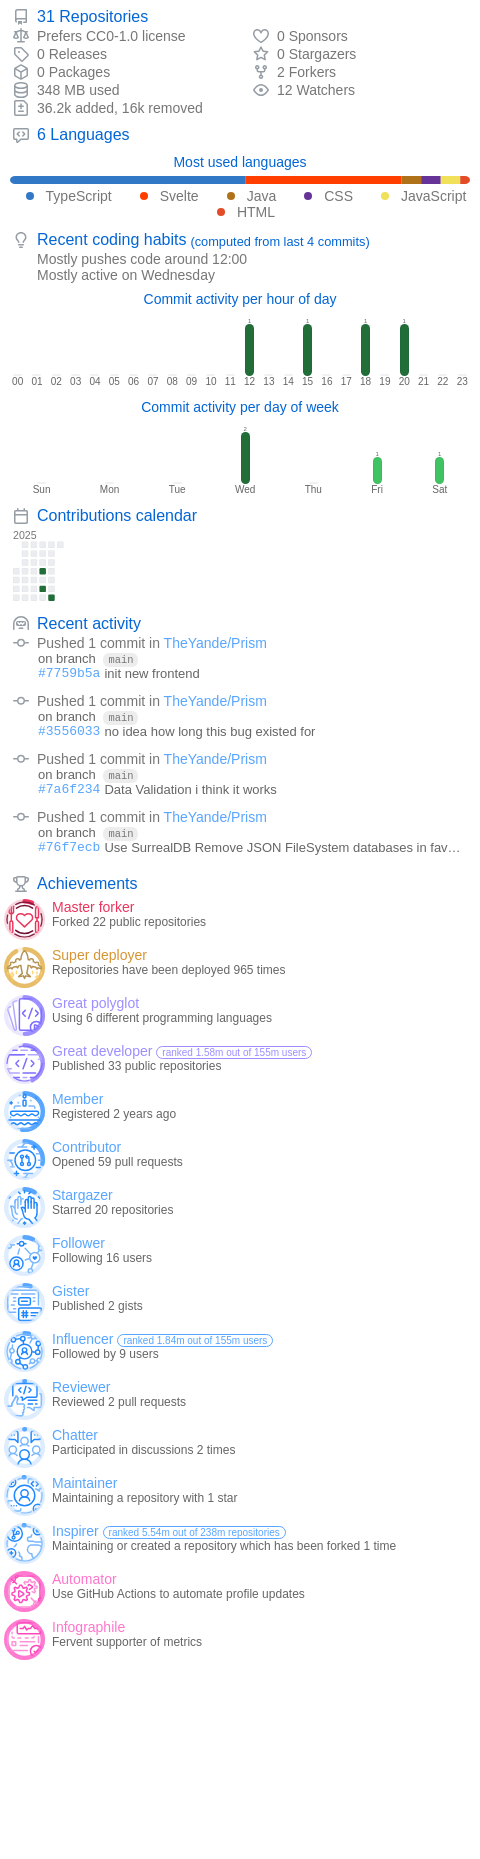 31 Repositories
Prefers CC0-1.0 license
0 Sponsors
0 Releases
0 Stargazers
0 Packages
2 Forkers
348 MB used
12 Watchers
36.2k added, 16k removed
6 Languages
Most used languages
TypeScript Svelte Java CSS JavaScript
HTML
Recent coding habits (computed from last 4 commits)
Mostly pushes code around 12:00
Mostly active on Wednesday
Commit activity per hour of day
1 1 1 1
00 01 02 03 04 05 06 07 08 09 10 11 12 13 14 15 16 17 18 19 20 21 22 23
Commit activity per day of week
2 1 1
Sun Mon Tue Wed Thu Fri Sat
Contributions calendar
2025
Recent activity
Pushed 1 commit in TheYande/Prism
on branch main
#7759b5a init new frontend
Pushed 1 commit in TheYande/Prism
on branch main
#3556033 no idea how long this bug existed for
Pushed 1 commit in TheYande/Prism
on branch main
#7a6f234 Data Validation i think it works
Pushed 1 commit in TheYande/Prism
on branch main
#76f7ecb Use SurrealDB Remove JSON FileSystem databases in fav…
Achievements
Master forker
Forked 22 public repositories
Super deployer
Repositories have been deployed 965 times
Great polyglot
Using 6 different programming languages
Great developer ranked 1.58m out of 155m users
Published 33 public repositories
Member
Registered 2 years ago
Contributor
Opened 59 pull requests
Stargazer
Starred 20 repositories
Follower
Following 16 users
Gister
Published 2 gists
Influencer ranked 1.84m out of 155m users
Followed by 9 users
Reviewer
Reviewed 2 pull requests
Chatter
Participated in discussions 2 times
Maintainer
Maintaining a repository with 1 star
Inspirer ranked 5.54m out of 238m repositories
Maintaining or created a repository which has been forked 1 time
Automator
Use GitHub Actions to automate profile updates
Infographile
Fervent supporter of metrics